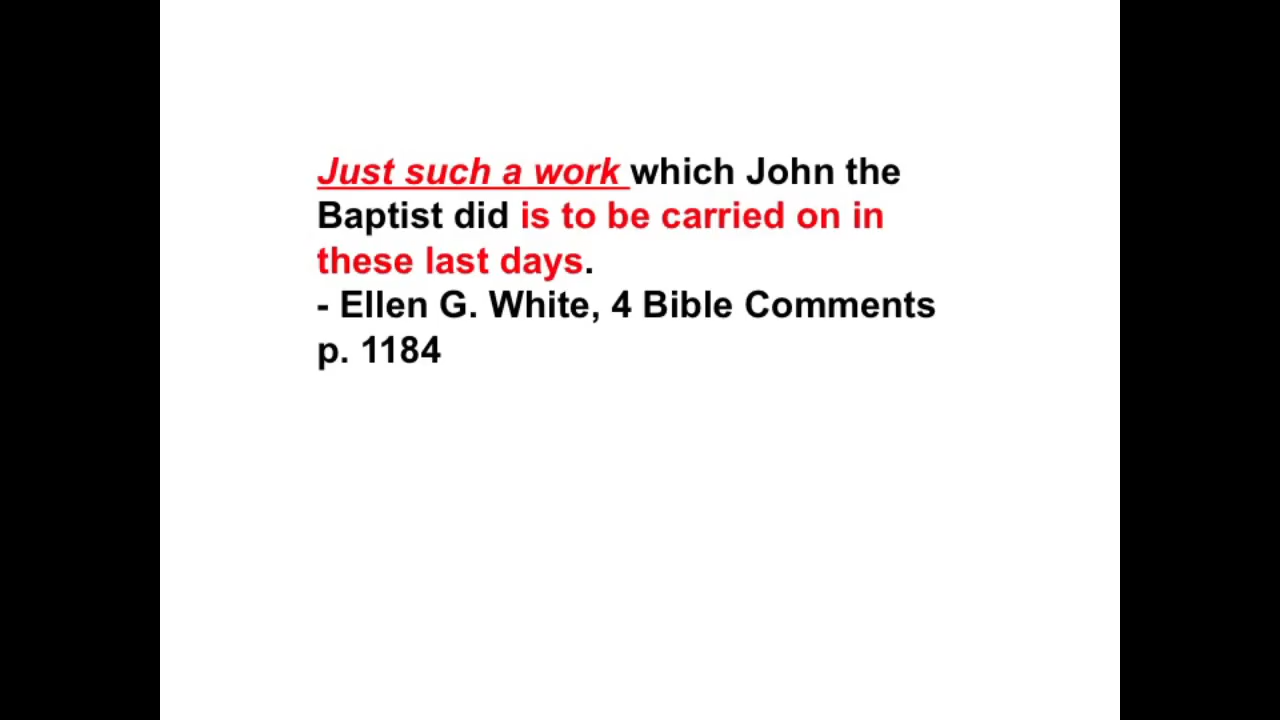 Just such a work which John the
Baptist did is to be carried on in
these last days.
- Ellen G. White, 4 Bible Comments
p. 1184